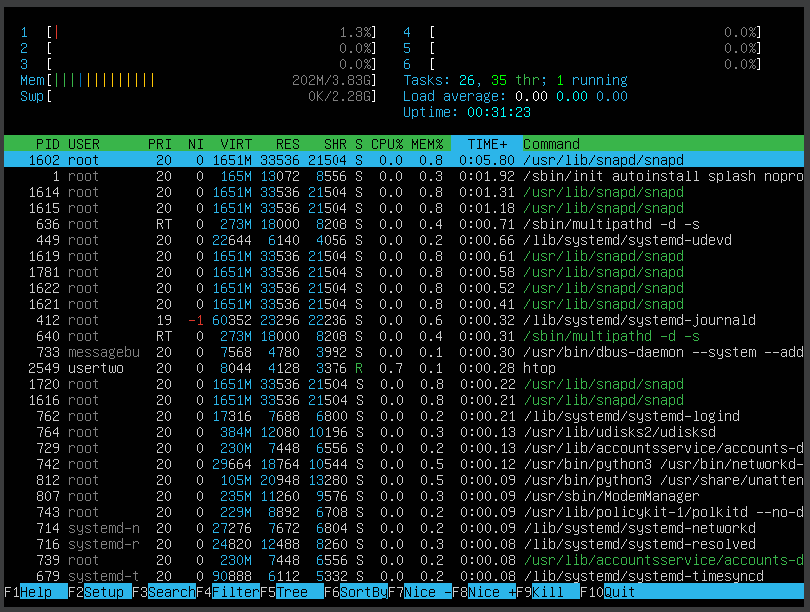 1 [| 1.3%] 4 [ 0.0%]
2 [ 0.0%] 5 [ 0.0%]
3 [ 0.0%] 6 [ 0.0%]
Mem[||||||||||||| 202M/3.83G] Tasks: 26, 35 thr; 1 running
Swp[ 0K/2.28G] Load average: 0.00 0.00 0.00
Uptime: 00:31:23
PID USER PRI NI VIRT RES SHR S CPU% MEM% TIME+ Command
1602 root 20 0 1651M 33536 21504 S 0.0 0.8 0:05.80 /usr/lib/snapd/snapd
1 root 20 0 165M 13072 8556 S 0.0 0.3 0:01.92 /sbin/init autoinstall splash nopro
1614 root 20 0 1651M 33536 21504 S 0.0 0.8 0:01.31 /usr/lib/snapd/snapd
1615 root 20 0 1651M 33536 21504 S 0.0 0.8 0:01.18 /usr/lib/snapd/snapd
636 root RT 0 273M 18000 8208 S 0.0 0.4 0:00.71 /sbin/multipathd -d -s
449 root 20 0 22644 6140 4056 S 0.0 0.2 0:00.66 /lib/systemd/systemd-udevd
1619 root 20 0 1651M 33536 21504 S 0.0 0.8 0:00.61 /usr/lib/snapd/snapd
1781 root 20 0 1651M 33536 21504 S 0.0 0.8 0:00.58 /usr/lib/snapd/snapd
1622 root 20 0 1651M 33536 21504 S 0.0 0.8 0:00.52 /usr/lib/snapd/snapd
1621 root 20 0 1651M 33536 21504 S 0.0 0.8 0:00.41 /usr/lib/snapd/snapd
412 root 19 -1 60352 23296 22236 S 0.0 0.6 0:00.32 /lib/systemd/systemd-journald
640 root RT 0 273M 18000 8208 S 0.0 0.4 0:00.31 /sbin/multipathd -d -s
733 messagebu 20 0 7568 4780 3992 S 0.0 0.1 0:00.30 /usr/bin/dbus-daemon --system --add
2549 usertwo 20 0 8044 4128 3376 R 0.7 0.1 0:00.28 htop
1720 root 20 0 1651M 33536 21504 S 0.0 0.8 0:00.22 /usr/lib/snapd/snapd
1616 root 20 0 1651M 33536 21504 S 0.0 0.8 0:00.21 /usr/lib/snapd/snapd
762 root 20 0 17316 7688 6800 S 0.0 0.2 0:00.21 /lib/systemd/systemd-logind
764 root 20 0 384M 12080 10196 S 0.0 0.3 0:00.13 /usr/lib/udisks2/udisksd
729 root 20 0 230M 7448 6556 S 0.0 0.2 0:00.13 /usr/lib/accountsservice/accounts-d
742 root 20 0 29664 18764 10544 S 0.0 0.5 0:00.12 /usr/bin/python3 /usr/bin/networkd-
812 root 20 0 105M 20948 13280 S 0.0 0.5 0:00.09 /usr/bin/python3 /usr/share/unatten
807 root 20 0 235M 11260 9576 S 0.0 0.3 0:00.09 /usr/sbin/ModemManager
743 root 20 0 229M 8892 6708 S 0.0 0.2 0:00.09 /usr/lib/policykit-1/polkitd --no-d
714 systemd-n 20 0 27276 7672 6804 S 0.0 0.2 0:00.09 /lib/systemd/systemd-networkd
716 systemd-r 20 0 24820 12488 8260 S 0.0 0.3 0:00.08 /lib/systemd/systemd-resolved
739 root 20 0 230M 7448 6556 S 0.0 0.2 0:00.08 /usr/lib/accountsservice/accounts-d
679 systemd-t 20 0 90888 6112 5332 S 0.0 0.2 0:00.08 /lib/systemd/systemd-timesyncd
F1Help F2Setup F3SearchF4FilterF5Tree F6SortByF7Nice -F8Nice +F9Kill F10Quit